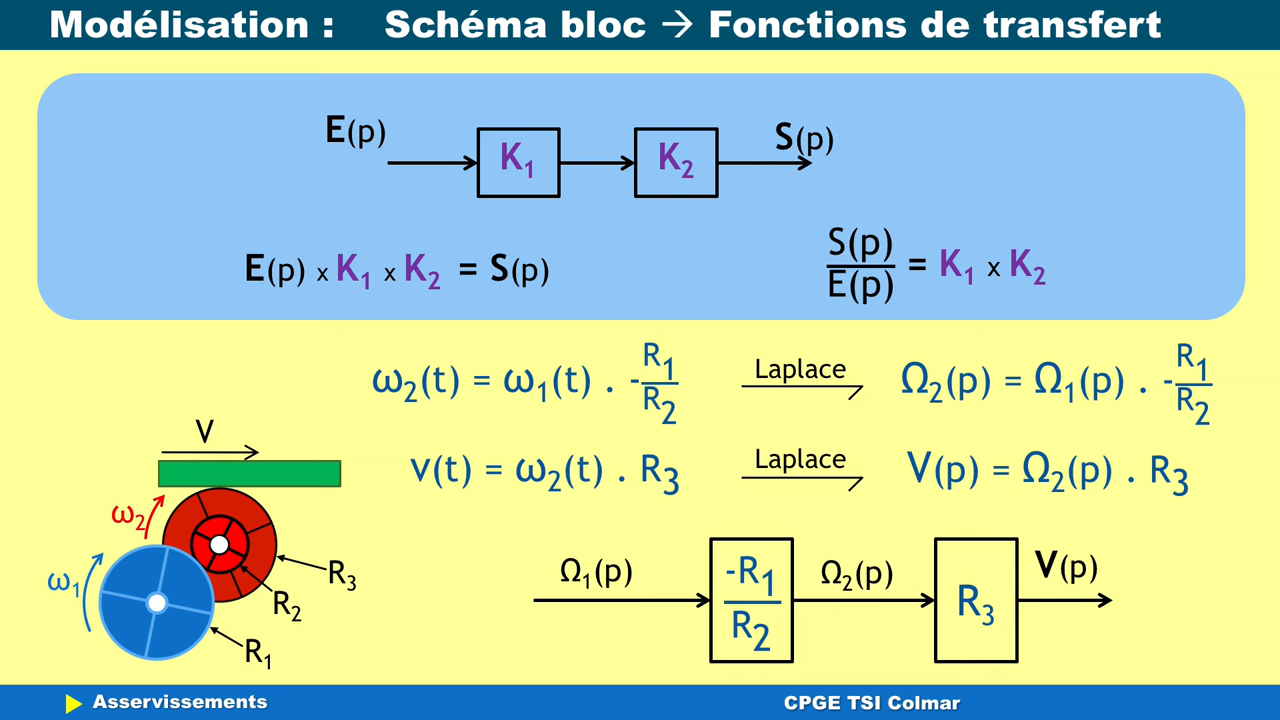 Modélisation : Schéma bloc → Fonctions de transfert
E(p) K₁ K₂ S(p)
E(p) x K₁ x K₂ = S(p)
S(p)/E(p) = K₁ x K₂
ω₂(t) = ω₁(t) . -R₁/R₂ Laplace Ω₂(p) = Ω₁(p) . -R₁/R₂
v(t) = ω₂(t) . R₃ Laplace V(p) = Ω₂(p) . R₃
V
ω₂
ω₁
R₃
R₂
R₁
Ω₁(p) -R₁/R₂ Ω₂(p) R₃ V(p)
Asservissements
CPGE TSI Colmar